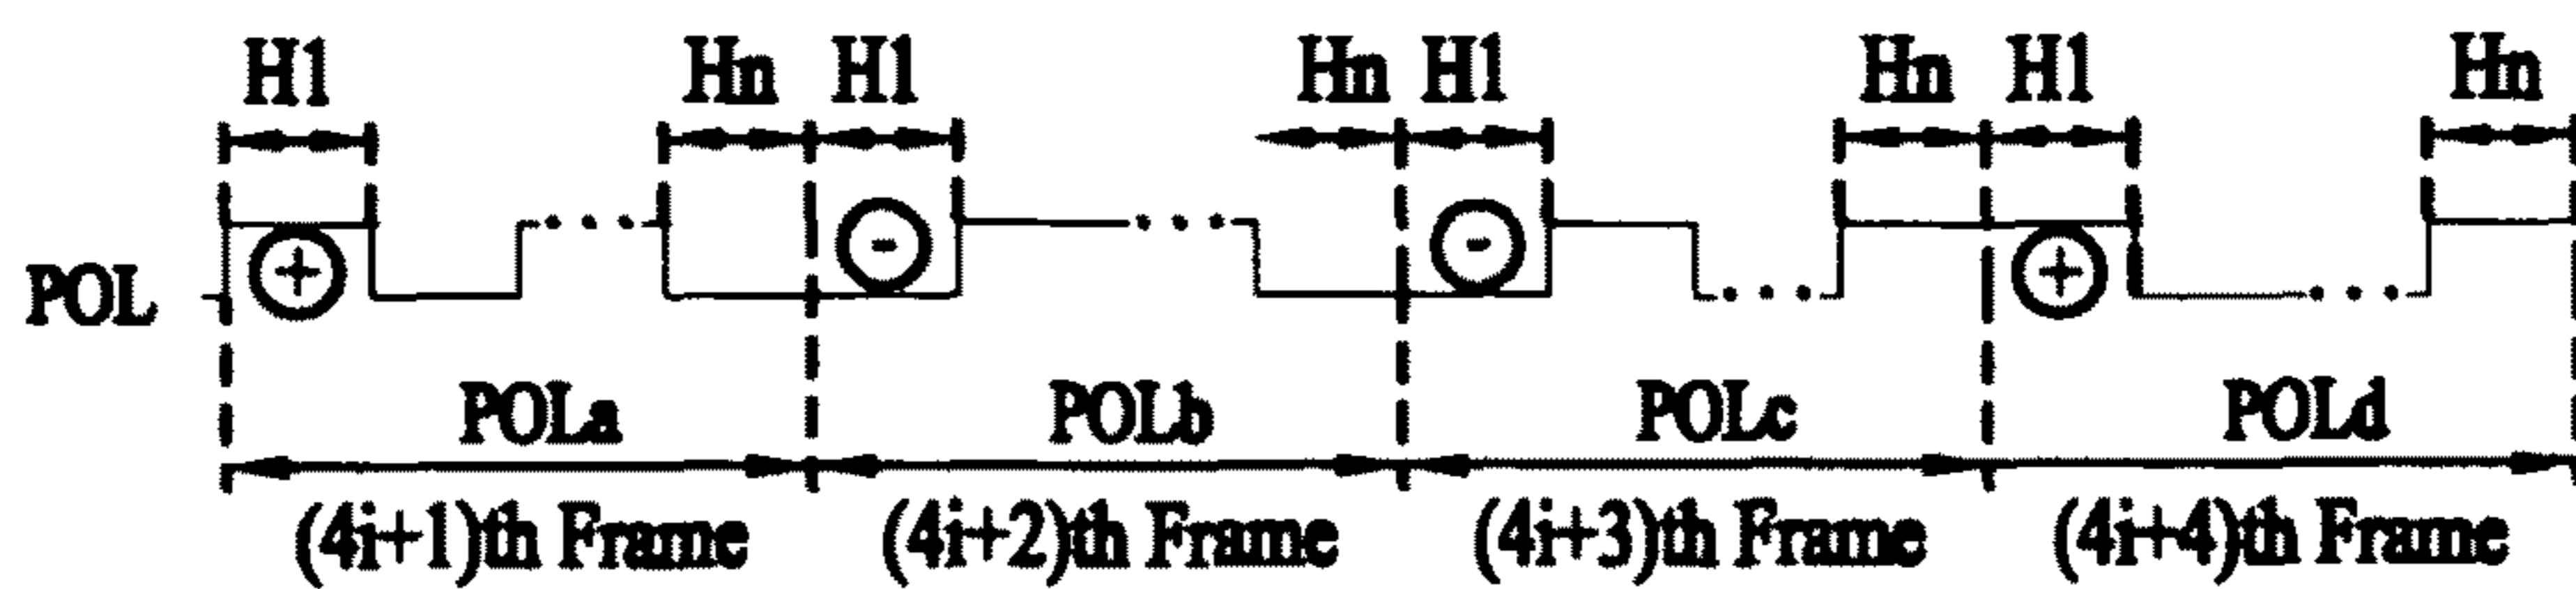 H1 Hn H1 Hn H1 Hn H1 Hn
+ - - +
POL
POLa POLb POLc POLd
(4i+1)th Frame (4i+2)th Frame (4i+3)th Frame (4i+4)th Frame